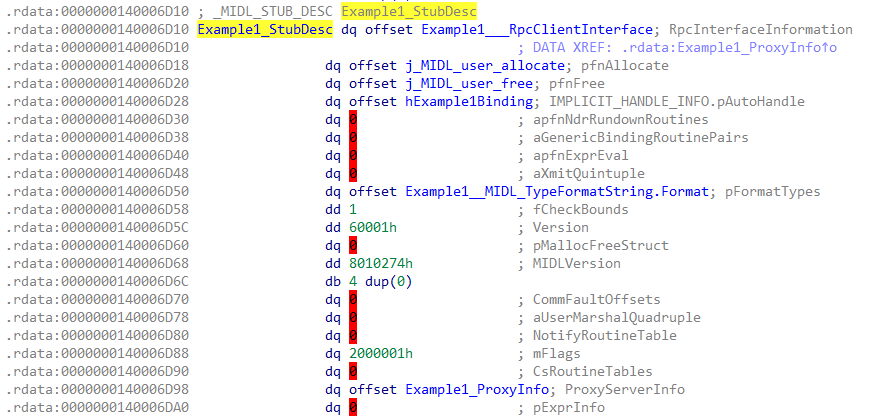 .rdata:0000000140006D10 ; _MIDL_STUB_DESC Example1_StubDesc
.rdata:0000000140006D10 Example1_StubDesc dq offset Example1___RpcClientInterface; RpcInterfaceInformation
.rdata:0000000140006D10 ; DATA XREF: .rdata:Example1_ProxyInfo↑o
.rdata:0000000140006D18 dq offset j_MIDL_user_allocate; pfnAllocate
.rdata:0000000140006D20 dq offset j_MIDL_user_free; pfnFree
.rdata:0000000140006D28 dq offset hExample1Binding; IMPLICIT_HANDLE_INFO.pAutoHandle
.rdata:0000000140006D30 dq 0 ; apfnNdrRundownRoutines
.rdata:0000000140006D38 dq 0 ; aGenericBindingRoutinePairs
.rdata:0000000140006D40 dq 0 ; apfnExprEval
.rdata:0000000140006D48 dq 0 ; aXmitQuintuple
.rdata:0000000140006D50 dq offset Example1__MIDL_TypeFormatString.Format; pFormatTypes
.rdata:0000000140006D58 dd 1 ; fCheckBounds
.rdata:0000000140006D5C dd 60001h ; Version
.rdata:0000000140006D60 dq 0 ; pMallocFreeStruct
.rdata:0000000140006D68 dd 8010274h ; MIDLVersion
.rdata:0000000140006D6C db 4 dup(0)
.rdata:0000000140006D70 dq 0 ; CommFaultOffsets
.rdata:0000000140006D78 dq 0 ; aUserMarshalQuadruple
.rdata:0000000140006D80 dq 0 ; NotifyRoutineTable
.rdata:0000000140006D88 dq 2000001h ; mFlags
.rdata:0000000140006D90 dq 0 ; CsRoutineTables
.rdata:0000000140006D98 dq offset Example1_ProxyInfo; ProxyServerInfo
.rdata:0000000140006DA0 dq 0 ; pExprInfo